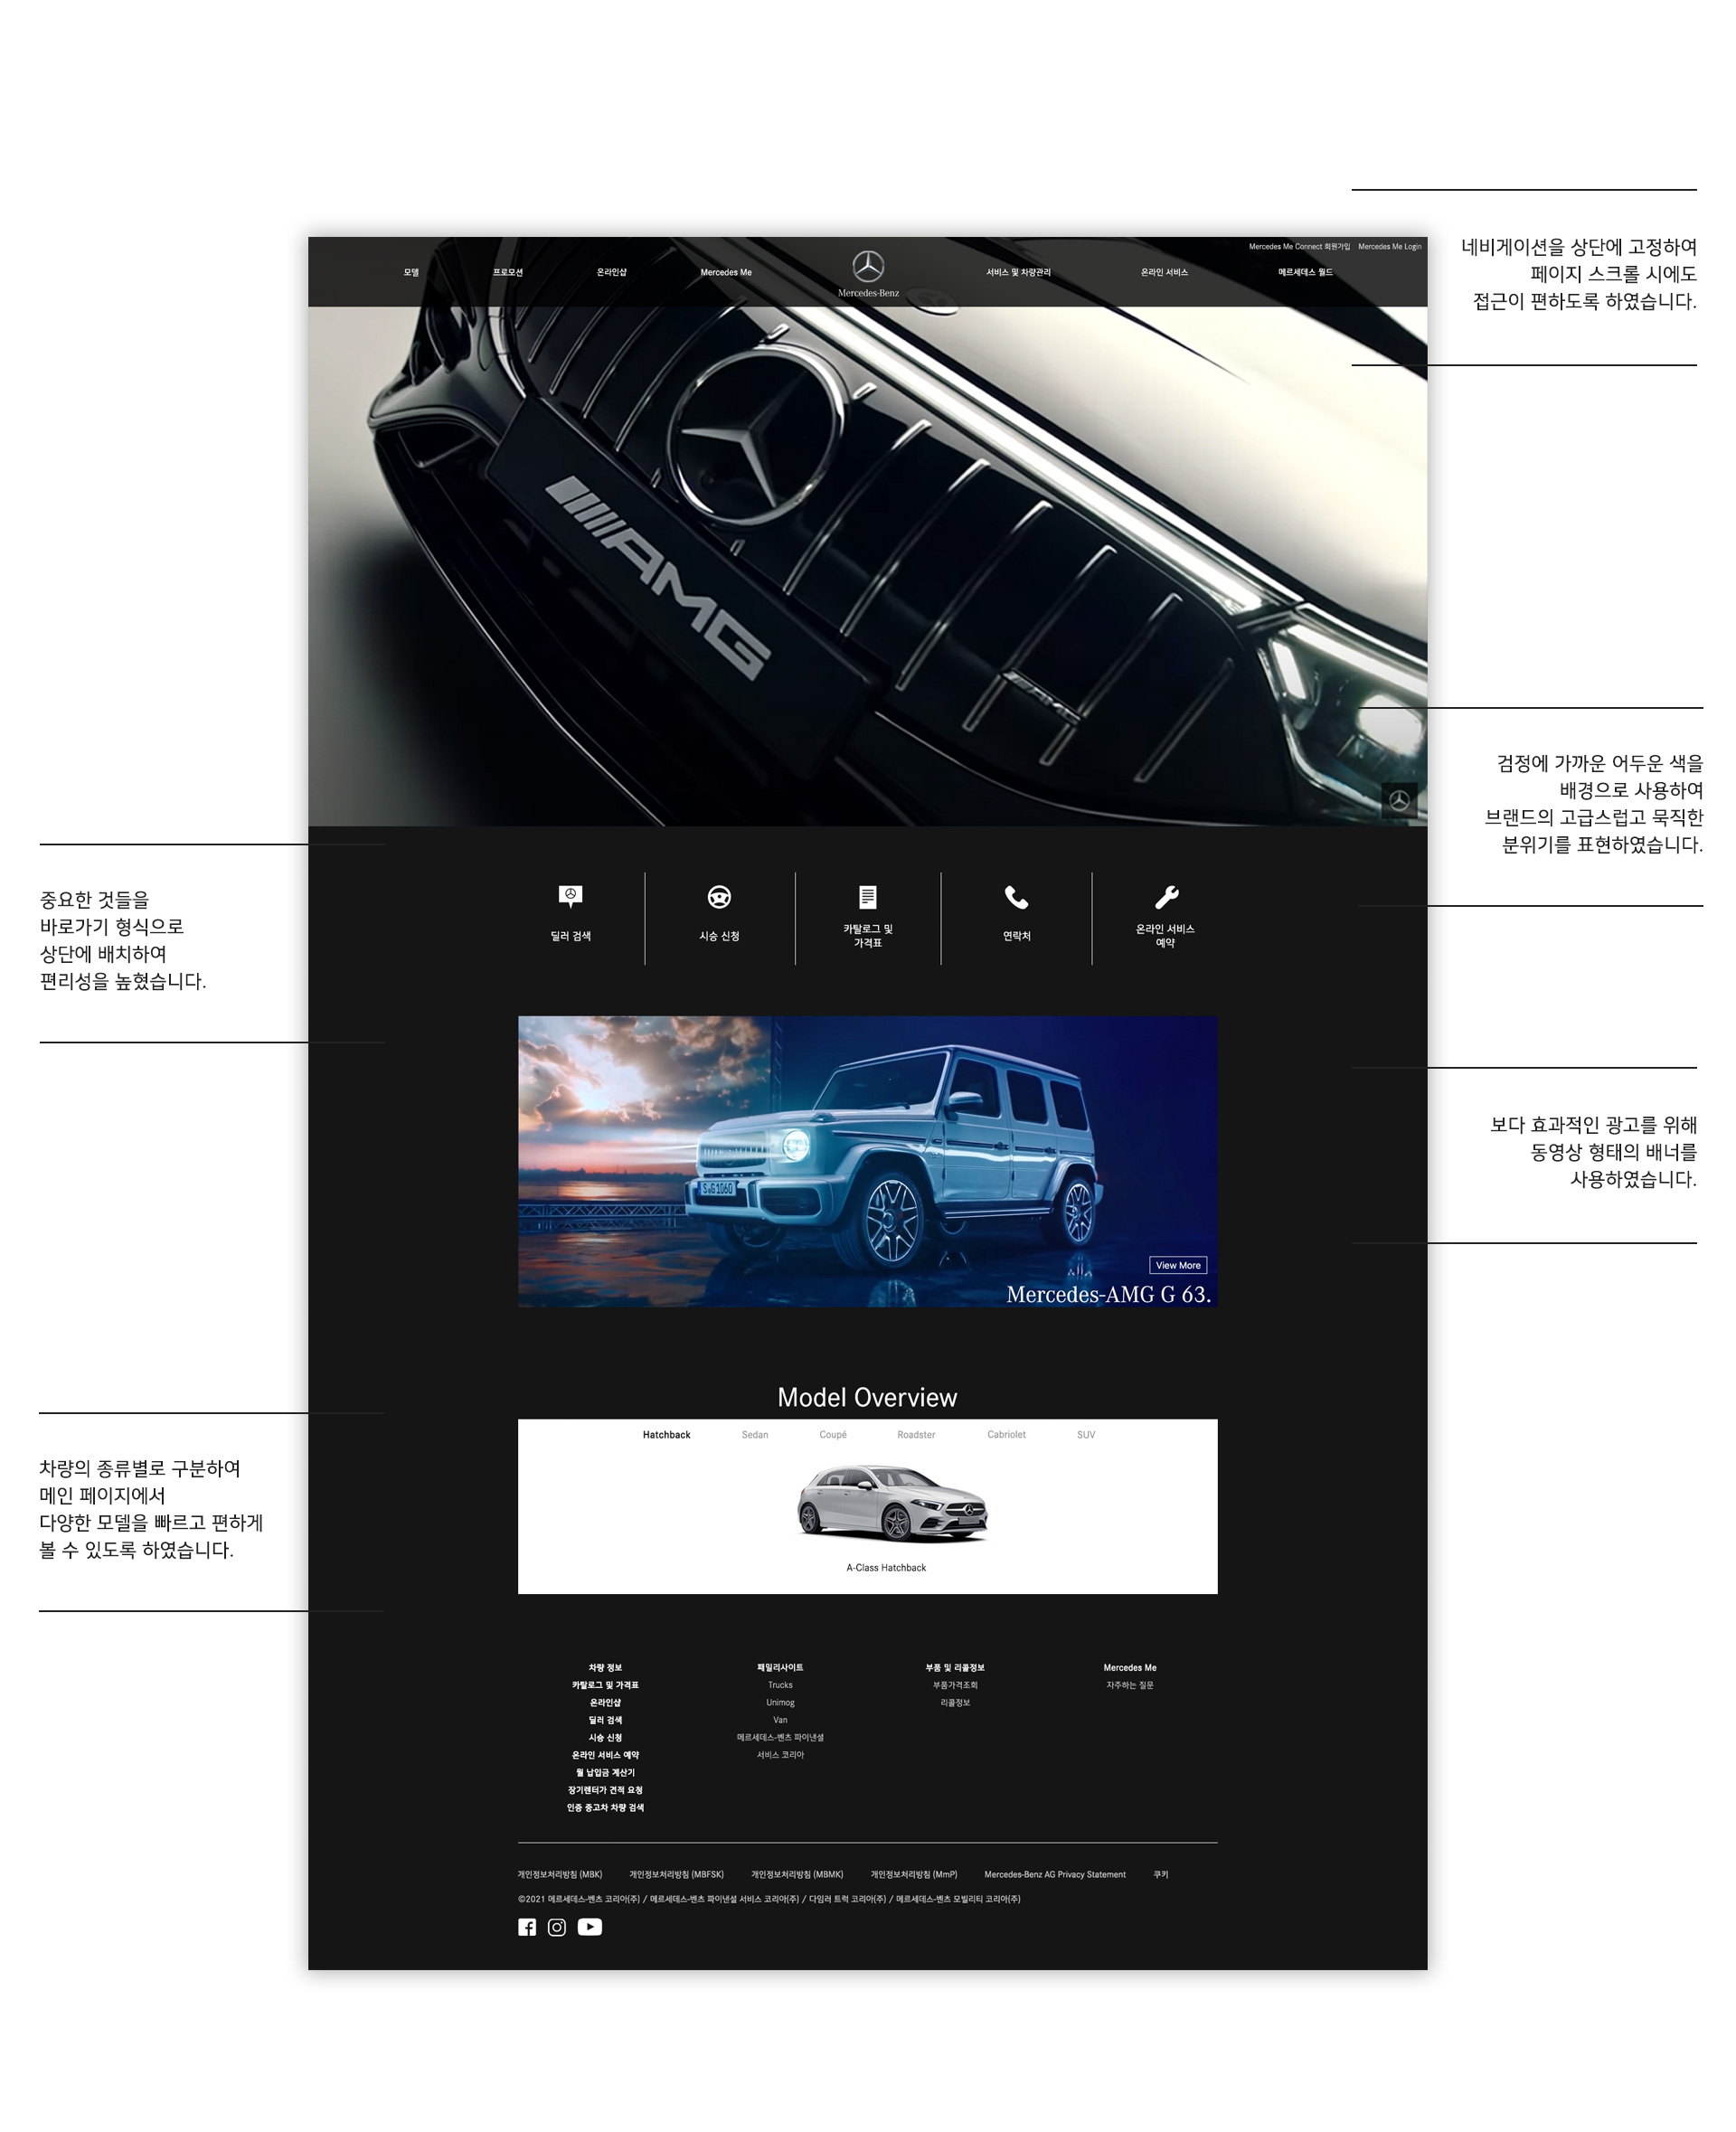 네비게이션을 상단에 고정하여
페이지 스크롤 시에도
접근이 편하도록 하였습니다.
Mercedes Me Connect 회원가입 Mercedes Me Login
모델 프로모션 온라인샵 Mercedes Me 서비스 및 차량관리 온라인 서비스 메르세데스 월드
Mercedes-Benz
AMG
AMG
검정에 가까운 어두운 색을
배경으로 사용하여
브랜드의 고급스럽고 묵직한
분위기를 표현하였습니다.
중요한 것들을
바로가기 형식으로
상단에 배치하여
편리성을 높혔습니다.
딜러 검색
시승 신청
카탈로그 및
가격표
연락처
온라인 서비스
예약
보다 효과적인 광고를 위해
동영상 형태의 배너를
사용하였습니다.
S G 1060
View More
Mercedes-AMG G 63.
Model Overview
Hatchback Sedan Coupé Roadster Cabriolet SUV
A-Class Hatchback
차량의 종류별로 구분하여
메인 페이지에서
다양한 모델을 빠르고 편하게
볼 수 있도록 하였습니다.
차량 정보
카탈로그 및 가격표
온라인샵
딜러 검색
시승 신청
온라인 서비스 예약
월 납입금 계산기
장기렌터가 견적 요청
인증 중고차 차량 검색
패밀리사이트
Trucks
Unimog
Van
메르세데스-벤츠 파이낸셜
서비스 코리아
부품 및 리콜정보
부품가격조회
리콜정보
Mercedes Me
자주하는 질문
개인정보처리방침 (MBK) 개인정보처리방침 (MBFSK) 개인정보처리방침 (MBMK) 개인정보처리방침 (MmP) Mercedes-Benz AG Privacy Statement 쿠키
©2021 메르세데스-벤츠 코리아(주) / 메르세데스-벤츠 파이낸셜 서비스 코리아(주) / 다임러 트럭 코리아(주) / 메르세데스-벤츠 모빌리티 코리아(주)